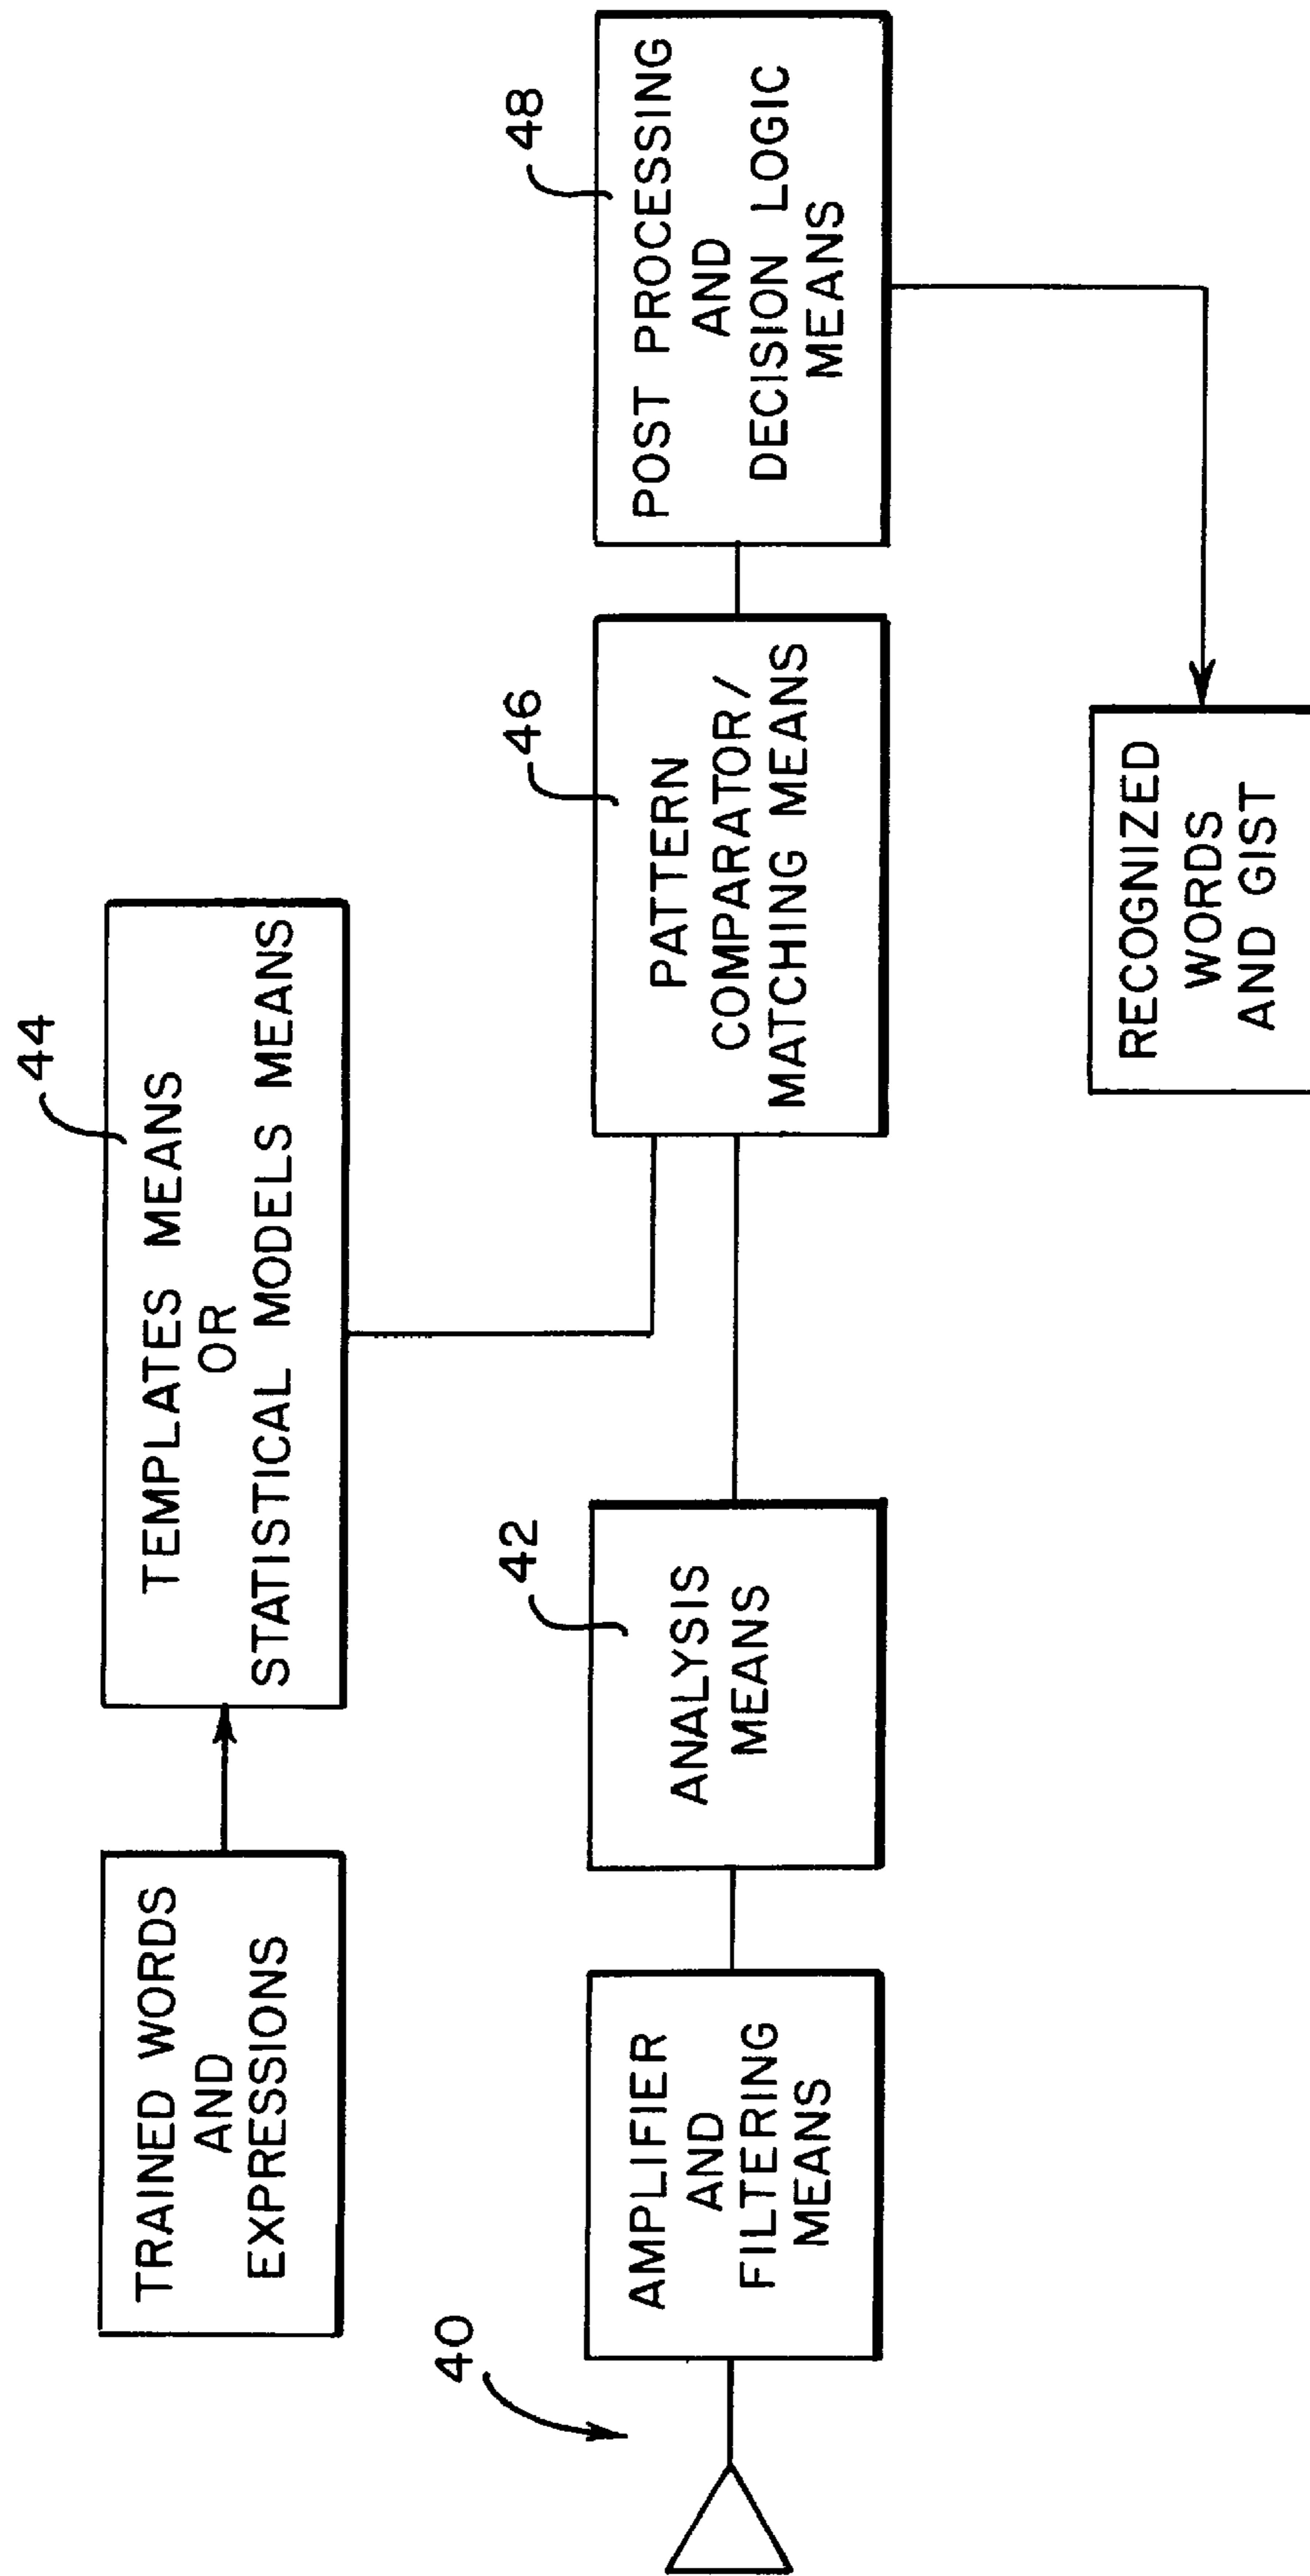 44
TRAINED WORDS
AND
EXPRESSIONS
TEMPLATES MEANS
OR
STATISTICAL MODELS MEANS
40
AMPLIFIER
AND
FILTERING
MEANS
42
ANALYSIS
MEANS
46
PATTERN
COMPARATOR/
MATCHING MEANS
48
POST PROCESSING
AND
DECISION LOGIC
MEANS
RECOGNIZED
WORDS
AND GIST